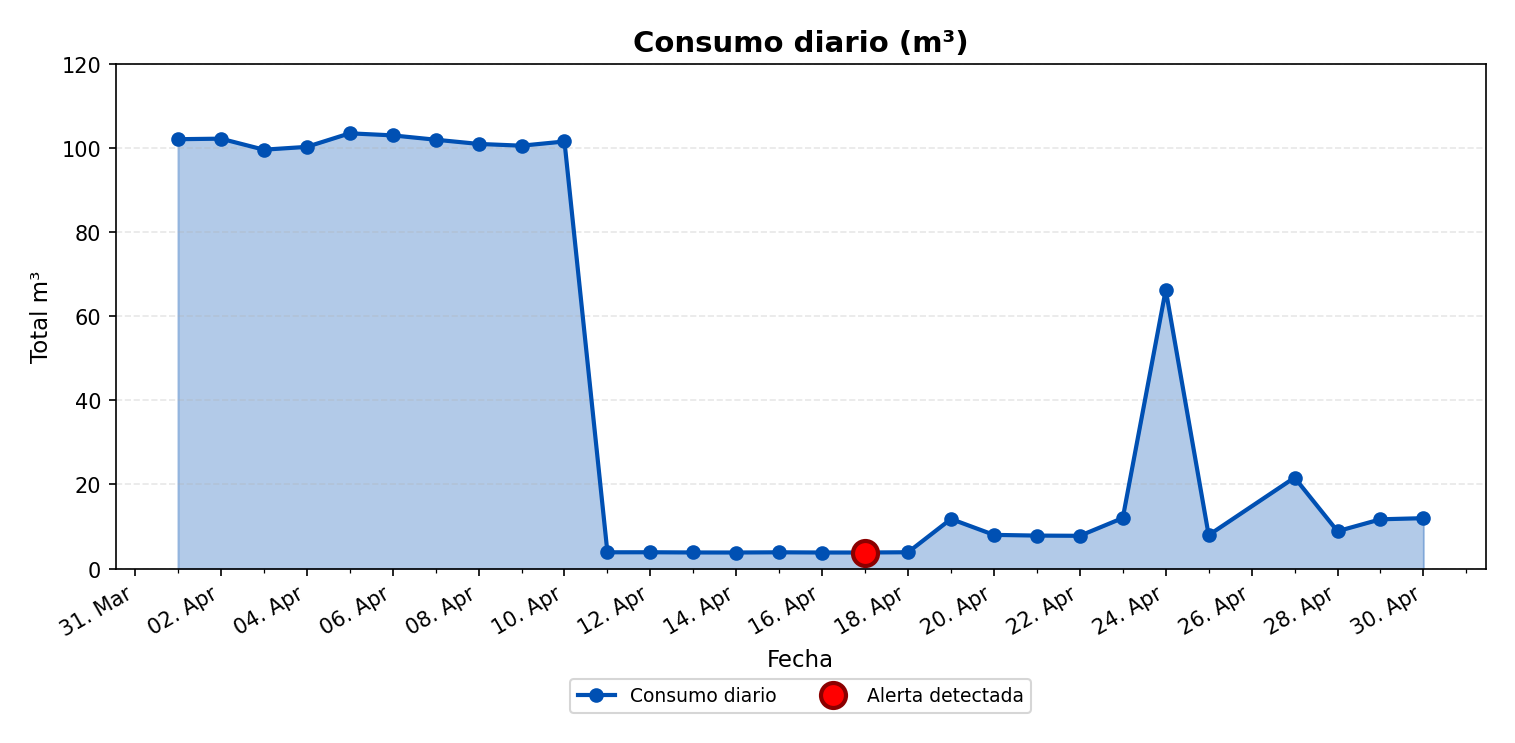 Consumo diario (m³)
120
100
80
60
40
20
0
Total m³
31. Mar
02. Apr
04. Apr
06. Apr
08. Apr
10. Apr
12. Apr
14. Apr
16. Apr
18. Apr
20. Apr
22. Apr
24. Apr
26. Apr
28. Apr
30. Apr
Fecha
Consumo diario
Alerta detectada